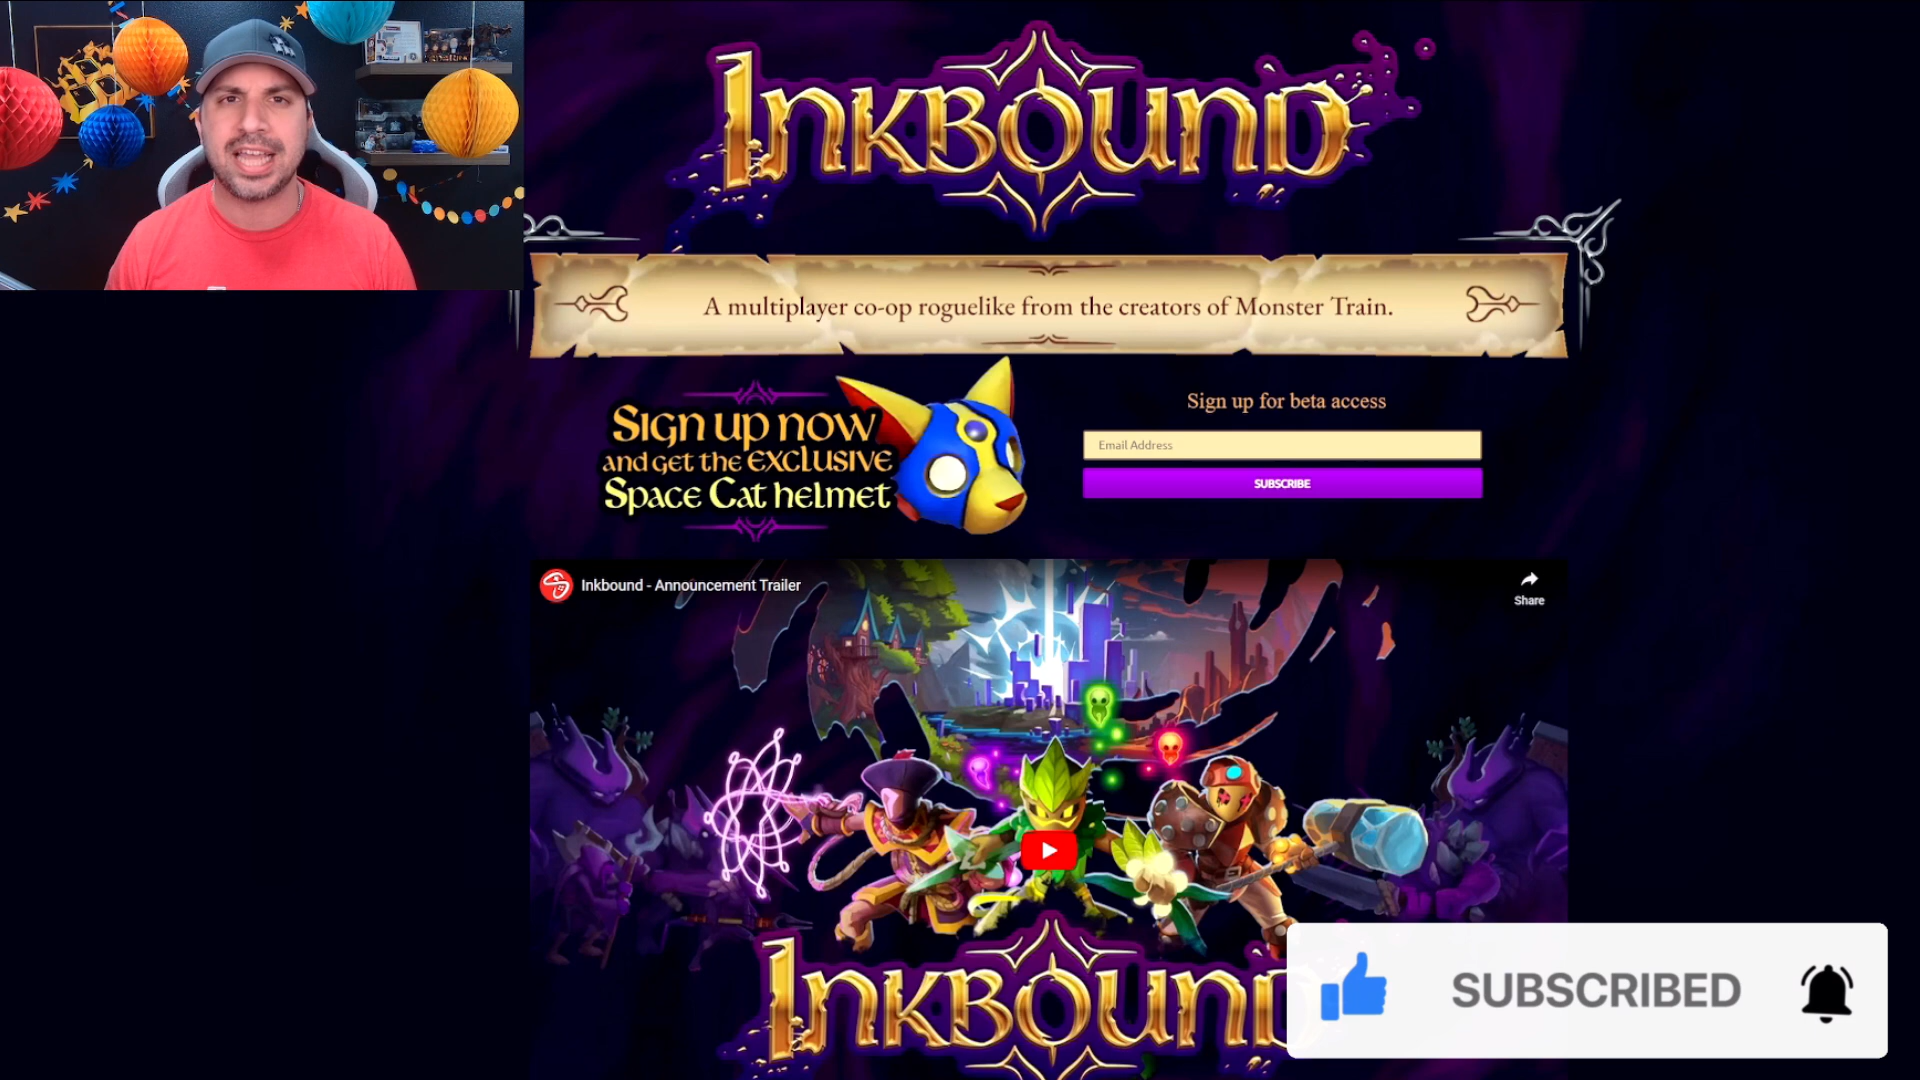 INKBOUND
A multiplayer co-op roguelike from the creators of Monster Train.
Sign up now
and get the EXCLUSIVE
Space Cat helmet
Sign up for beta access
Email Address
SUBSCRIBE
Inkbound - Announcement Trailer
Share
INKBOUND
SUBSCRIBED